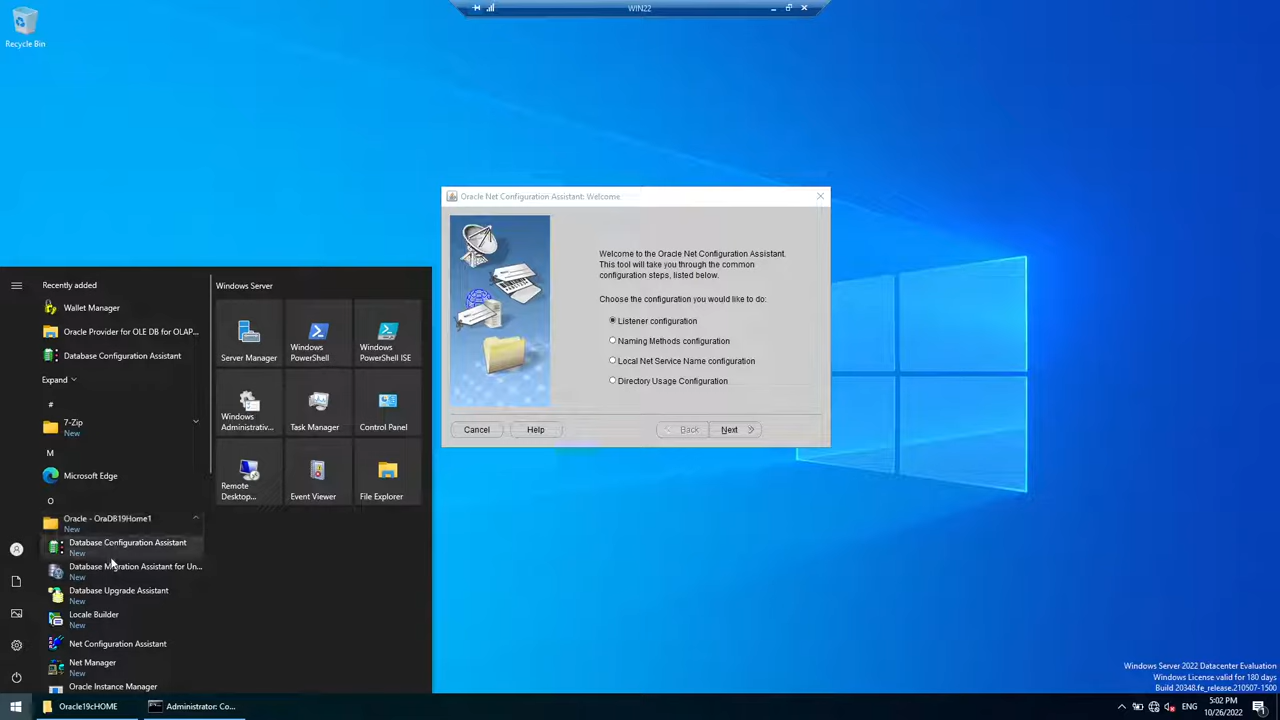 WIN22
Recycle Bin
Oracle Net Configuration Assistant: Welcome
Welcome to the Oracle Net Configuration Assistant.
This tool will take you through the common
configuration steps, listed below.
Choose the configuration you would like to do:
Listener configuration
Naming Methods configuration
Local Net Service Name configuration
Directory Usage Configuration
Cancel
Help
Back
Next
Recently added
Wallet Manager
Oracle Provider for OLE DB for OLAP...
Database Configuration Assistant
Expand
#
7-Zip
New
M
Microsoft Edge
O
Oracle - OraDB19Home1
New
Database Configuration Assistant
New
Database Migration Assistant for Un...
New
Database Upgrade Assistant
New
Locale Builder
New
Net Configuration Assistant
Net Manager
New
Oracle Instance Manager
Windows Server
Server Manager
Windows
PowerShell
Windows
PowerShell ISE
Windows
Administrativ...
Task Manager
Control Panel
Remote
Desktop...
Event Viewer
File Explorer
Windows Server 2022 Datacenter Evaluation
Windows License valid for 180 days
Build 20348.fe_release.210507-1500
Oracle19cHOME
Administrator: Co...
ENG
5:02 PM
10/26/2022
1